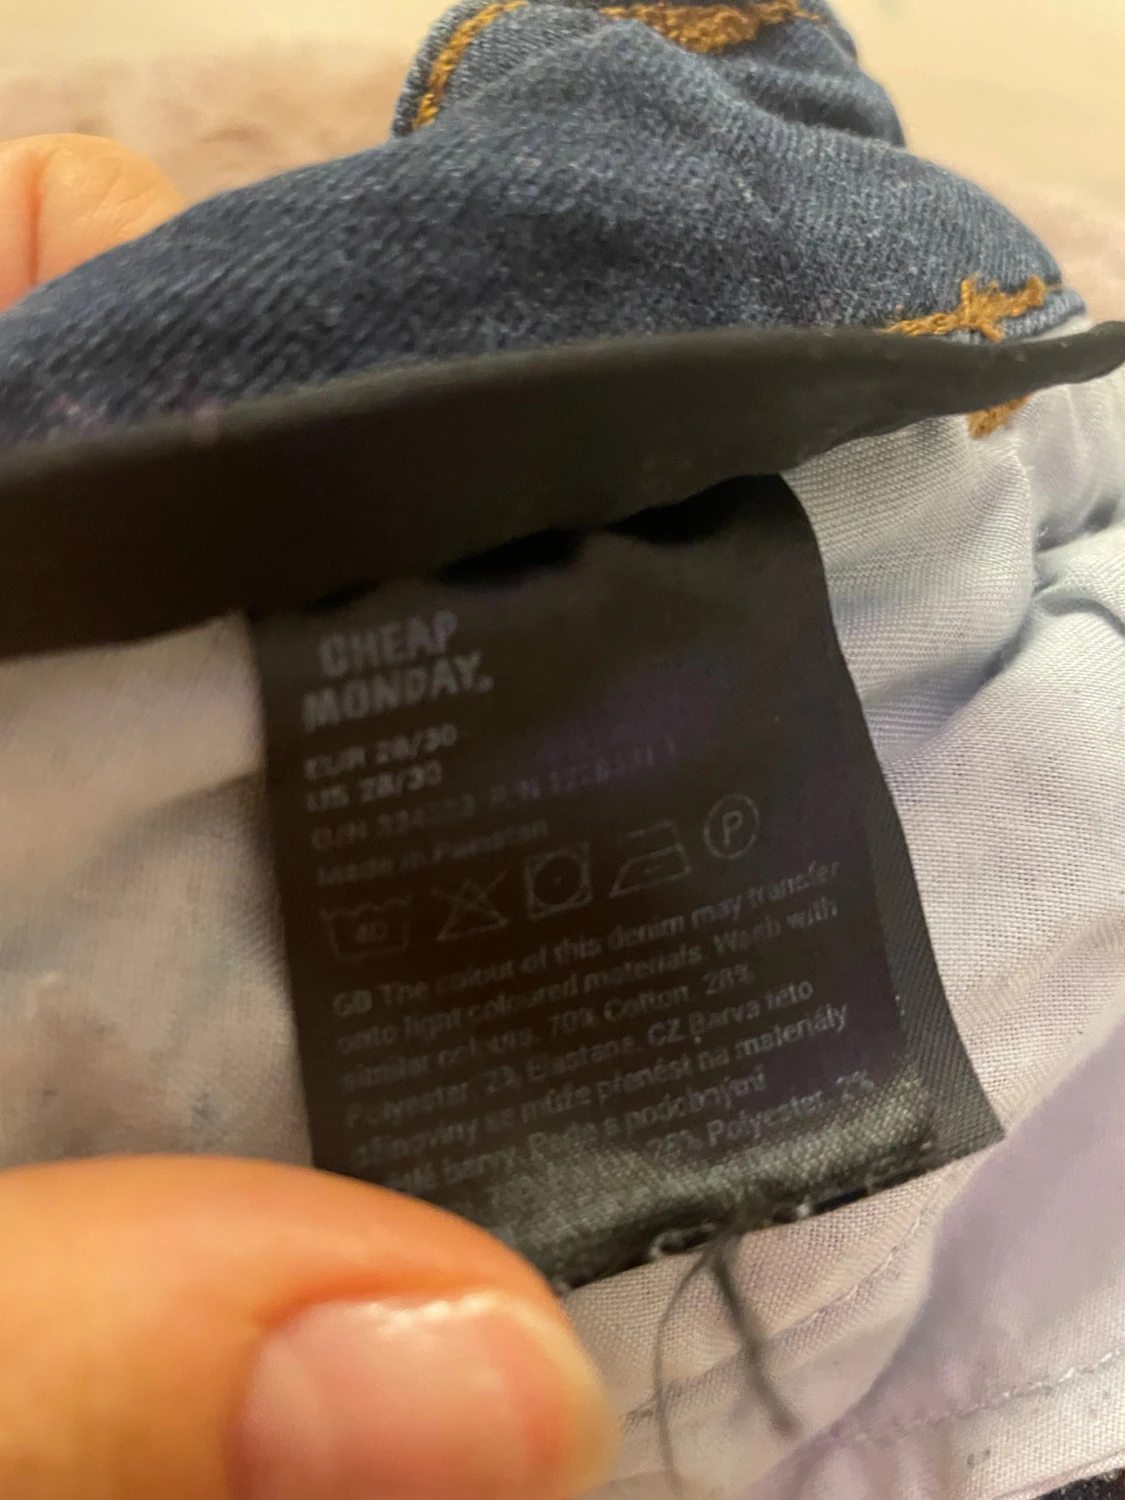 CHEAP
MONDAY
EUR 28/30
US 28/30
Made in Pakistan
40
P
GB The colour of this denim may transfer
onto light coloured materials. Wash with
similar colours. 70% Cotton. 28%
Polyester. 2% Elastane. CZ Barva této
džínoviny se může přenést na materiály
barvy. Perte s podobnými
28% Polyester. 2%